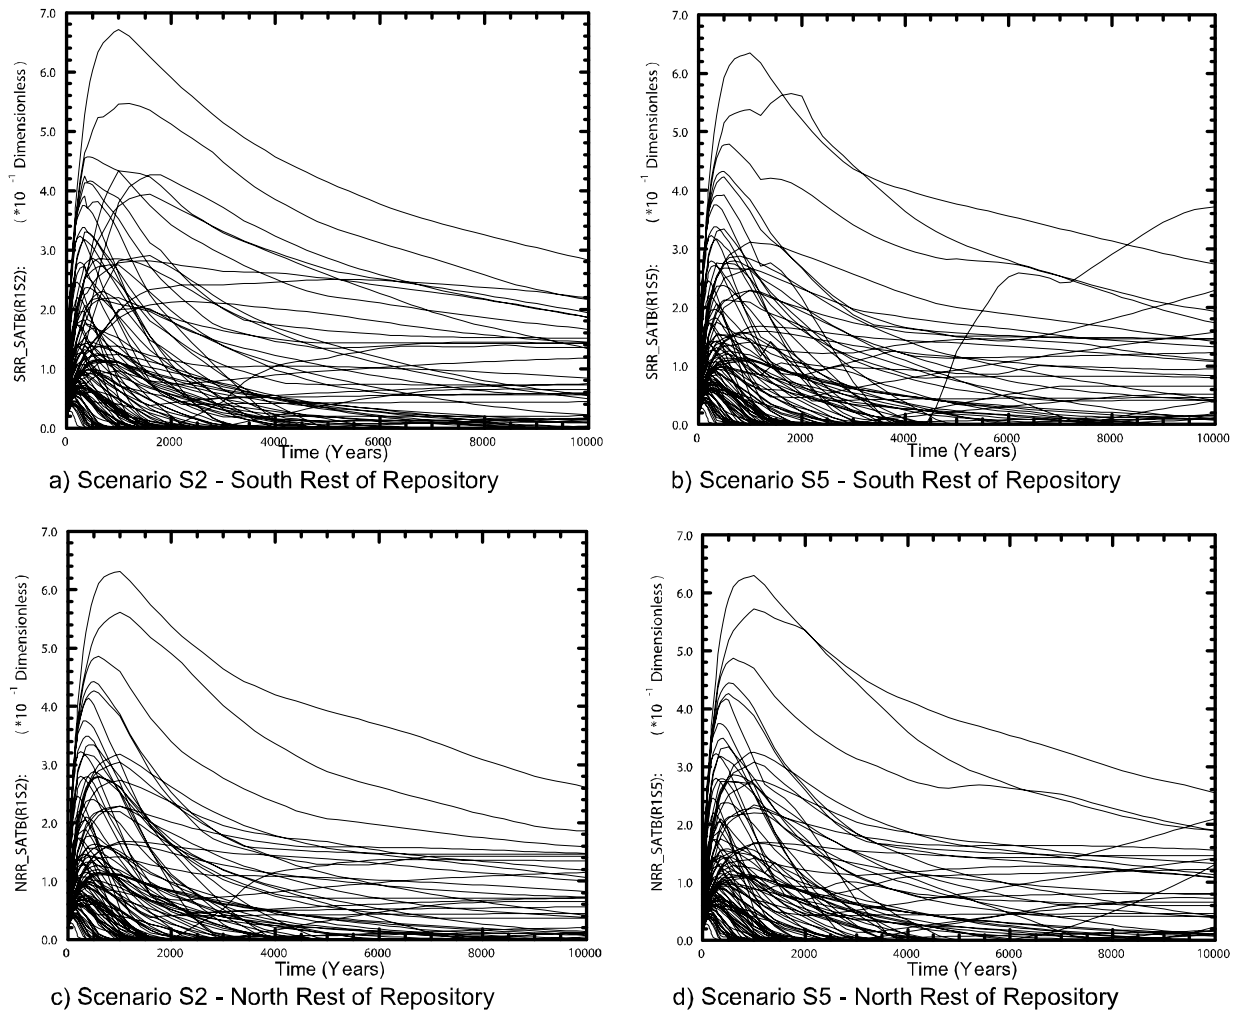 7.0
6.0
5.0
4.0
3.0
2.0
1.0
0.0
SRR_SATB(R1S2): (*10 -1 Dimensionless)
0 2000 4000 6000 8000 10000
Time (Years)
a) Scenario S2 - South Rest of Repository
7.0
6.0
5.0
4.0
3.0
2.0
1.0
0.0
SRR_SATB(R1S5): (*10 -1 Dimensionless)
0 2000 4000 6000 8000 10000
Time (Years)
b) Scenario S5 - South Rest of Repository
7.0
6.0
5.0
4.0
3.0
2.0
1.0
0.0
NRR_SATB(R1S2): (*10 -1 Dimensionless)
0 2000 4000 6000 8000 10000
Time (Years)
c) Scenario S2 - North Rest of Repository
7.0
6.0
5.0
4.0
3.0
2.0
1.0
0.0
NRR_SATB(R1S5): (*10 -1 Dimensionless)
0 2000 4000 6000 8000 10000
Time (Years)
d) Scenario S5 - North Rest of Repository